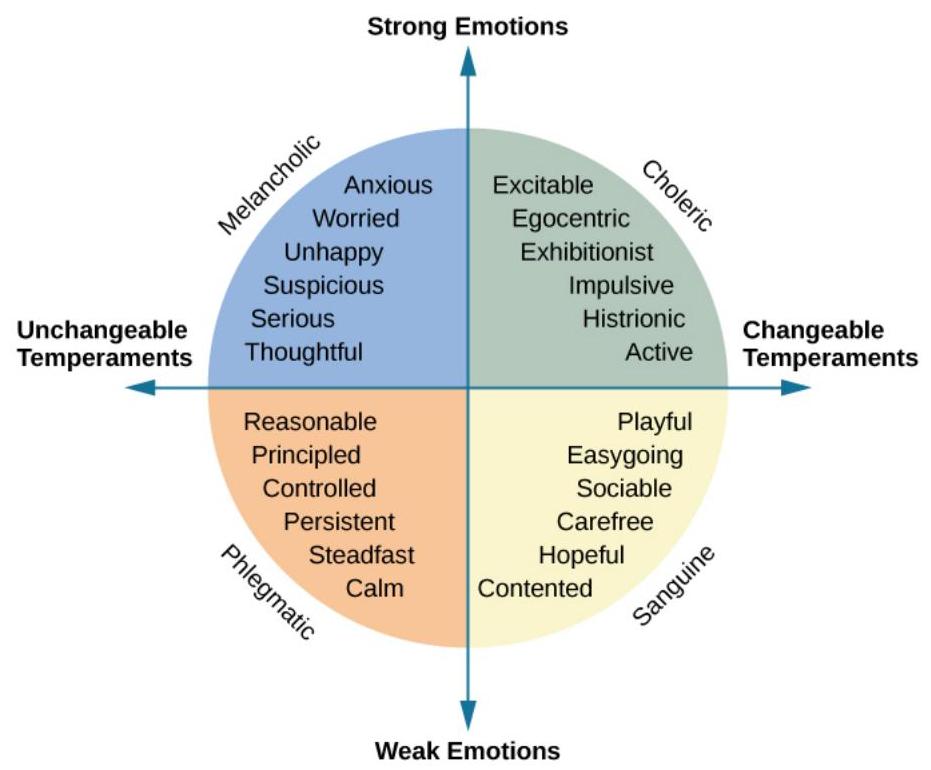 Strong Emotions
Melancholic
Choleric
Anxious
Worried
Unhappy
Suspicious
Serious
Thoughtful
Excitable
Egocentric
Exhibitionist
Impulsive
Histrionic
Active
Unchangeable
Temperaments
Changeable
Temperaments
Reasonable
Principled
Controlled
Persistent
Steadfast
Calm
Playful
Easygoing
Sociable
Carefree
Hopeful
Contented
Phlegmatic
Sanguine
Weak Emotions